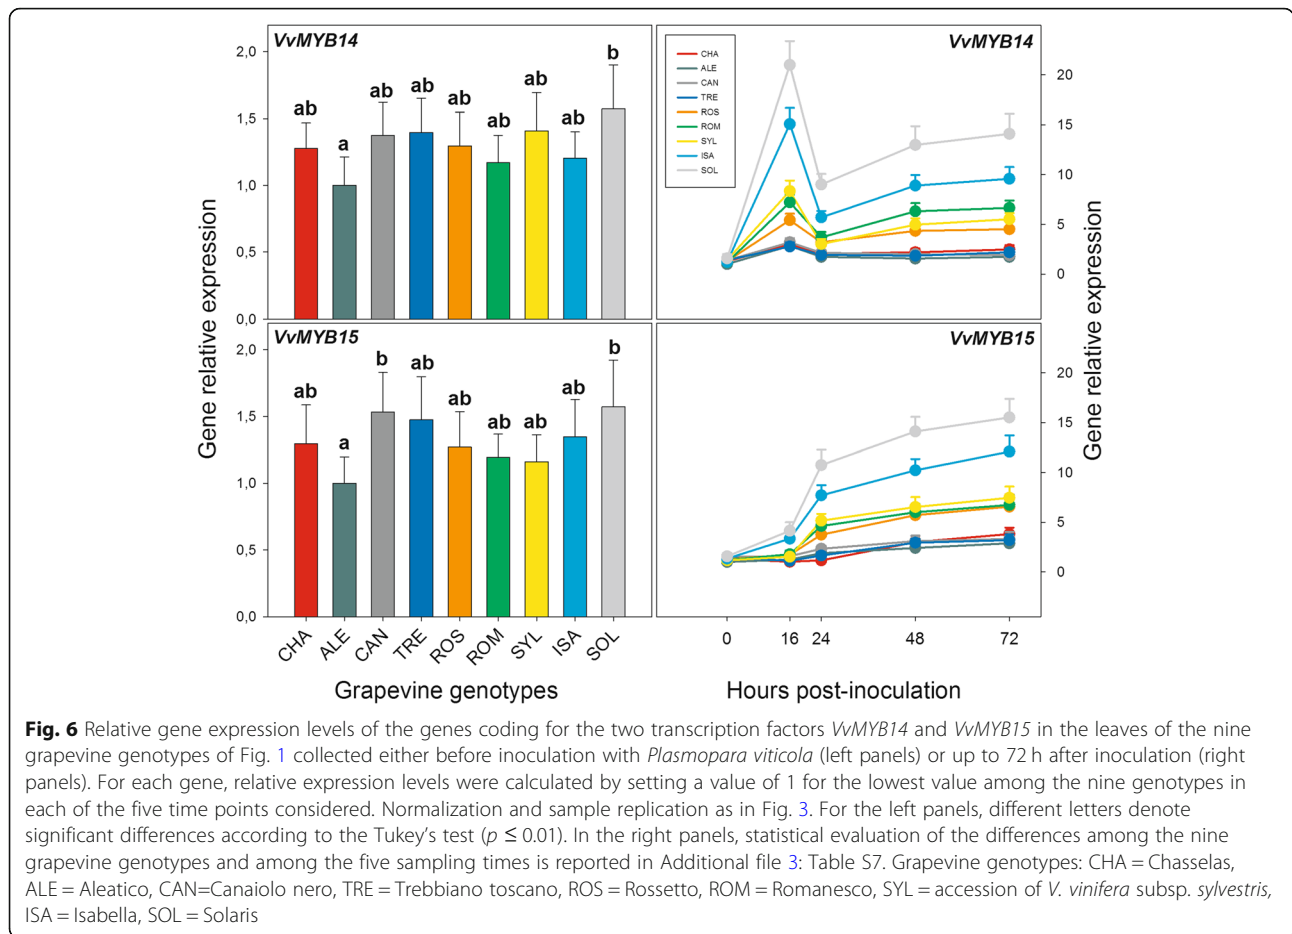 VvMYB14
2,0
1,5
1,0
0,5
0,0
ab
a
ab
ab
ab
ab
ab
ab
b
Gene relative expression
VvMYB14
CHA
ALE
CAN
TRE
ROS
ROM
SYL
ISA
SOL
20
15
10
5
0
Gene relative expression
VvMYB15
2,0
1,5
1,0
0,5
0,0
ab
a
b
ab
ab
ab
ab
ab
b
CHA
ALE
CAN
TRE
ROS
ROM
SYL
ISA
SOL
Grapevine genotypes
VvMYB15
20
15
10
5
0
0 16 24 48 72
Hours post-inoculation
Fig. 6 Relative gene expression levels of the genes coding for the two transcription factors VvMYB14 and VvMYB15 in the leaves of the nine
grapevine genotypes of Fig. 1 collected either before inoculation with Plasmopara viticola (left panels) or up to 72 h after inoculation (right
panels). For each gene, relative expression levels were calculated by setting a value of 1 for the lowest value among the nine genotypes in
each of the five time points considered. Normalization and sample replication as in Fig. 3. For the left panels, different letters denote
significant differences according to the Tukey's test (p ≤ 0.01). In the right panels, statistical evaluation of the differences among the nine
grapevine genotypes and among the five sampling times is reported in Additional file 3: Table S7. Grapevine genotypes: CHA = Chasselas,
ALE = Aleatico, CAN=Canaiolo nero, TRE = Trebbiano toscano, ROS = Rossetto, ROM = Romanesco, SYL = accession of V. vinifera subsp. sylvestris,
ISA = Isabella, SOL = Solaris